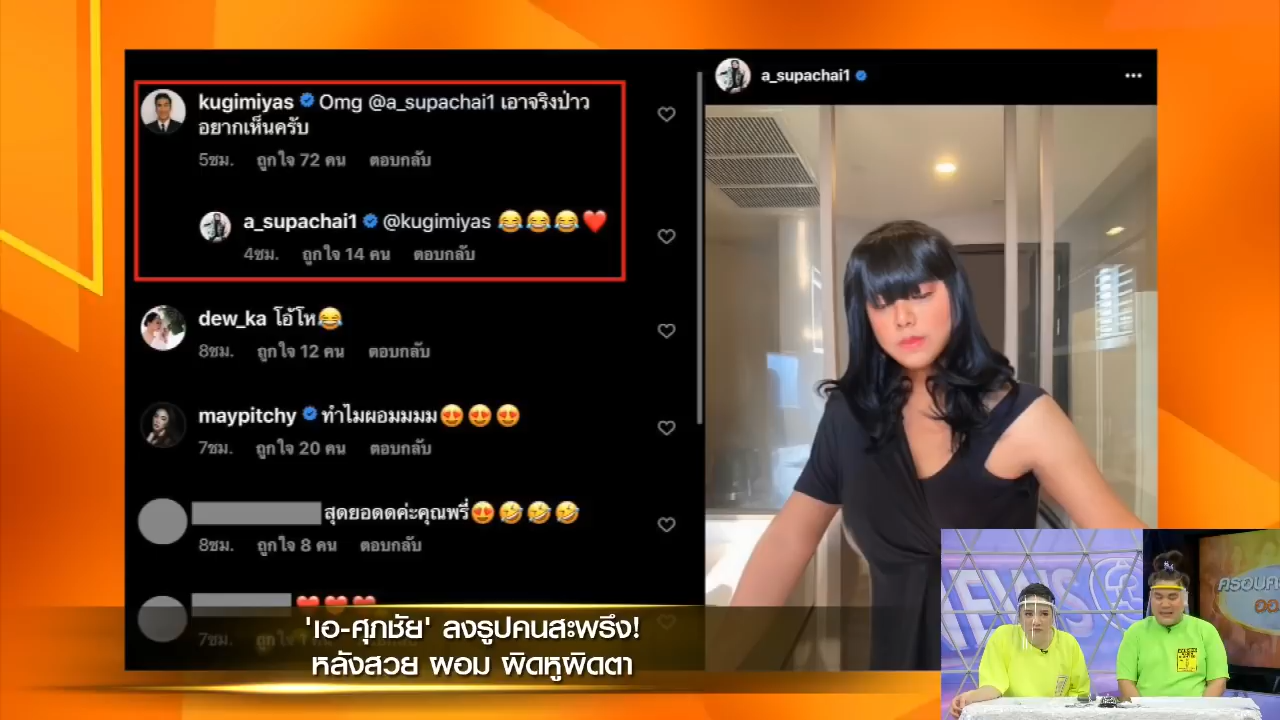 kugimiyas Omg @a_supachai1 เอาจริงป่าว
อยากเห็นครับ
5ชม. ถูกใจ 72 คน ตอบกลับ
a_supachai1 @kugimiyas 😂😂😂❤️
4ชม. ถูกใจ 14 คน ตอบกลับ
dew_ka โอ้โห😂
8ชม. ถูกใจ 12 คน ตอบกลับ
maypitchy ทำไมผอมมมม😍😍😍
7ชม. ถูกใจ 20 คน ตอบกลับ
สุดยอดดค่ะคุณพรี่😍🤣🤣🤣
8ชม. ถูกใจ 8 คน ตอบกลับ
❤️❤️❤️
7ชม.
a_supachai1
'เอ-ศุภชัย' ลงรูปคนสะพรึง!
หลังสวย ผอม ผิดหูผิดตา